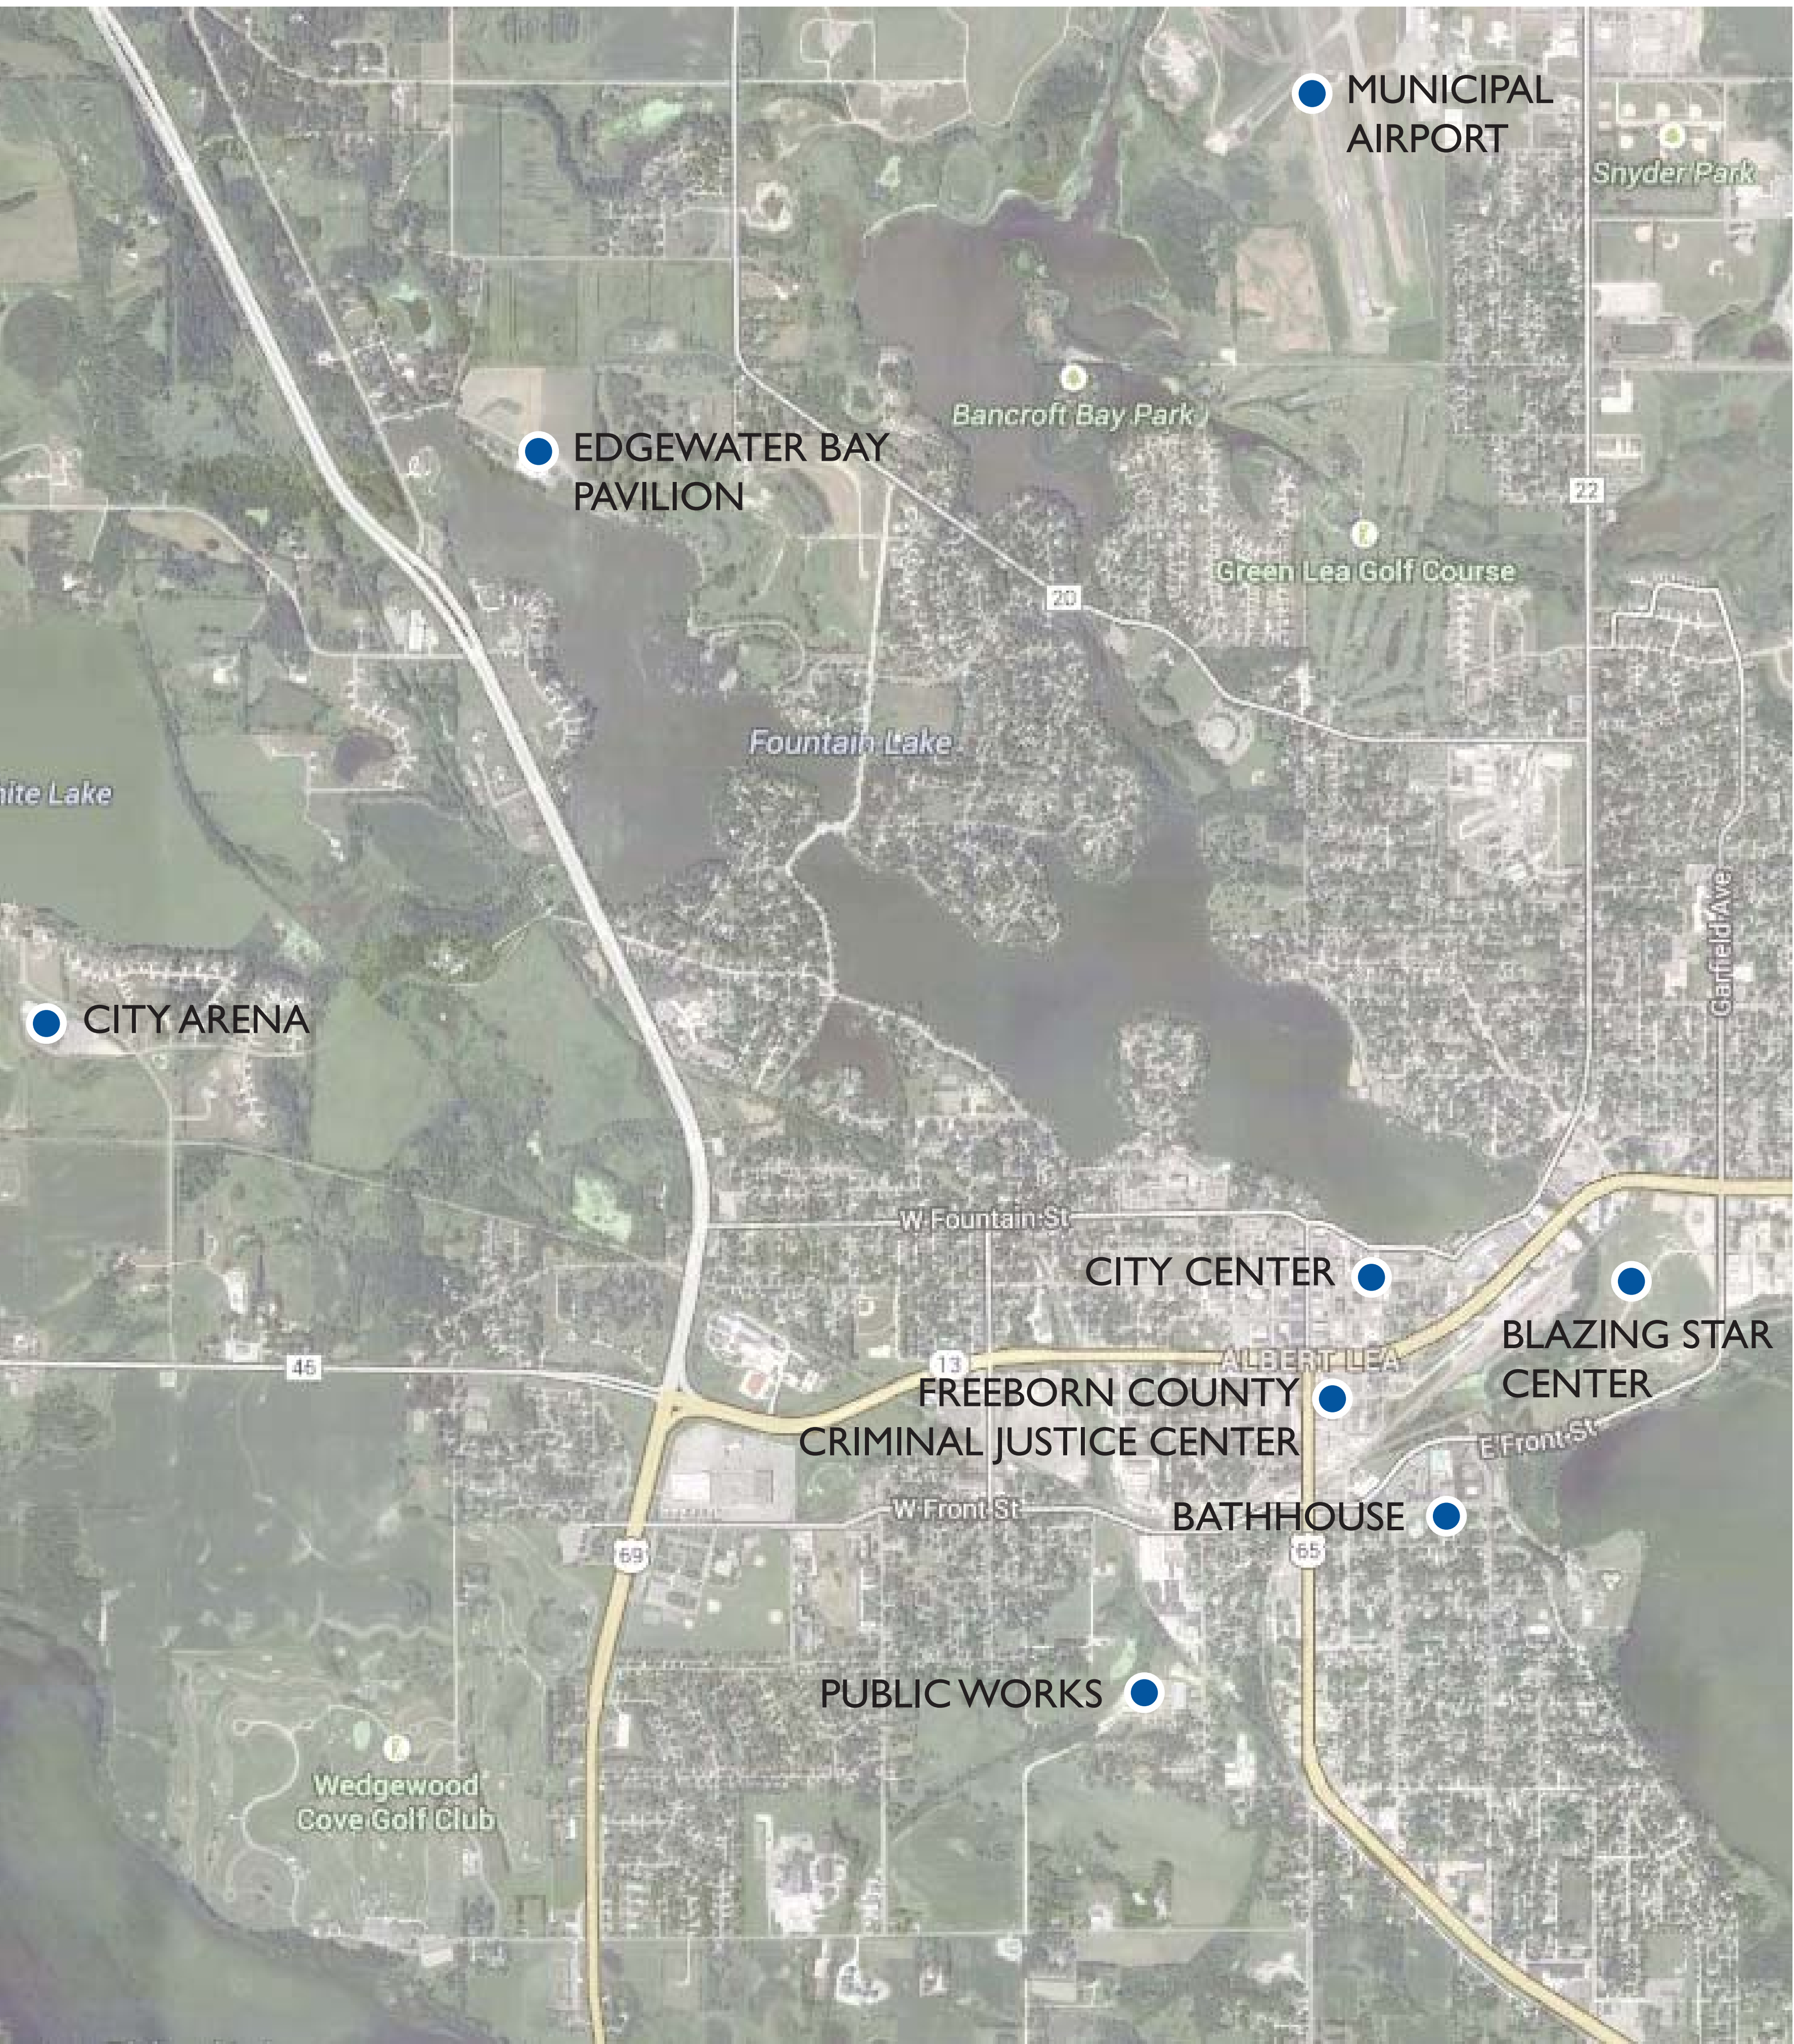 MUNICIPAL
AIRPORT
Snyder Park
Bancroft Bay Park
EDGEWATER BAY
PAVILION
22
Green Lea Golf Course
20
Fountain Lake
ite Lake
Garfield Ave
CITY ARENA
W Fountain St
CITY CENTER
BLAZING STAR
CENTER
46
13
ALBERT LEA
FREEBORN COUNTY
CRIMINAL JUSTICE CENTER
E Front St
W Front St
BATHHOUSE
69
65
PUBLIC WORKS
Wedgewood
Cove Golf Club